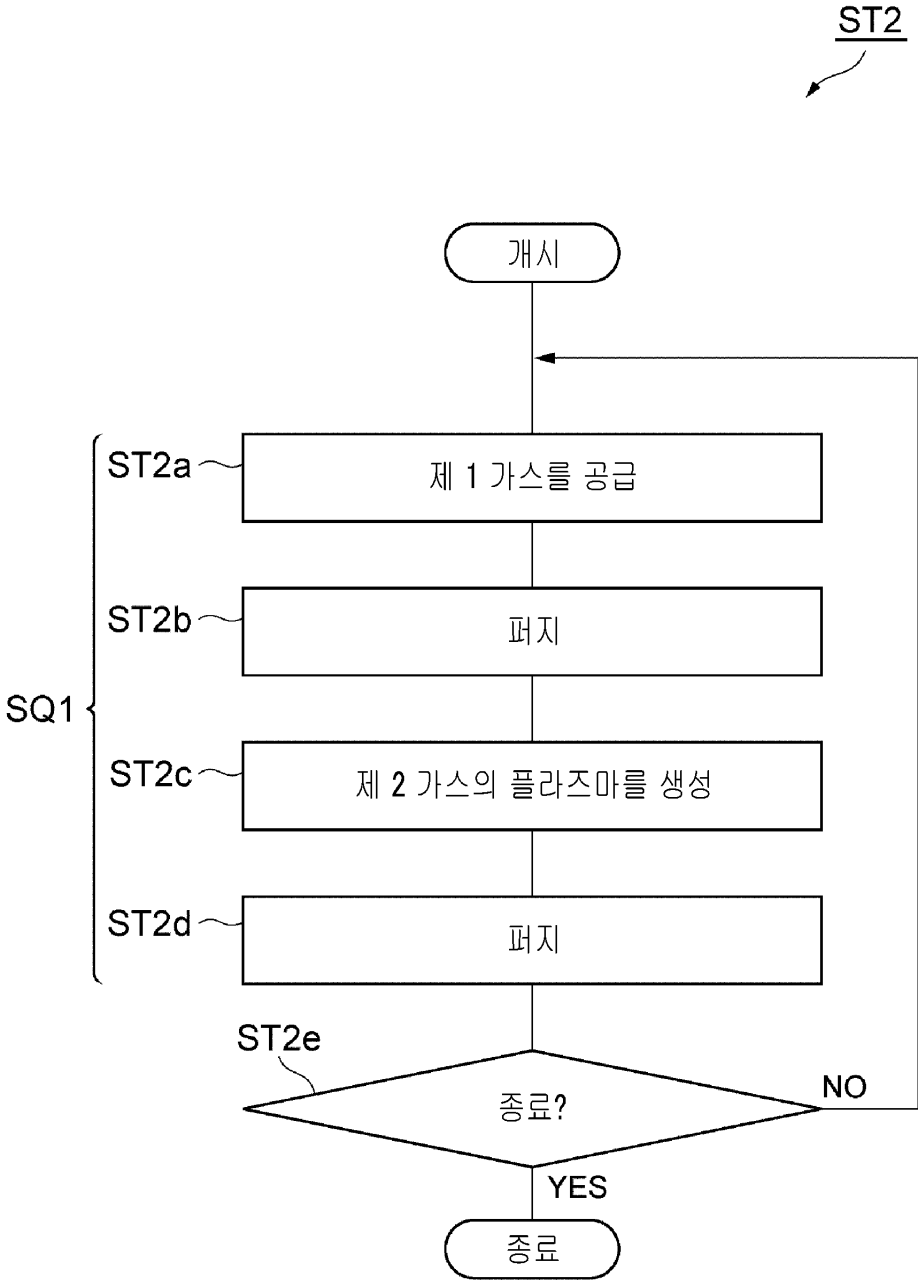 ST2
개시
ST2a
제 1 가스를 공급
ST2b
퍼지
SQ1
ST2c
제 2 가스의 플라즈마를 생성
ST2d
퍼지
ST2e
종료?
NO
YES
종료